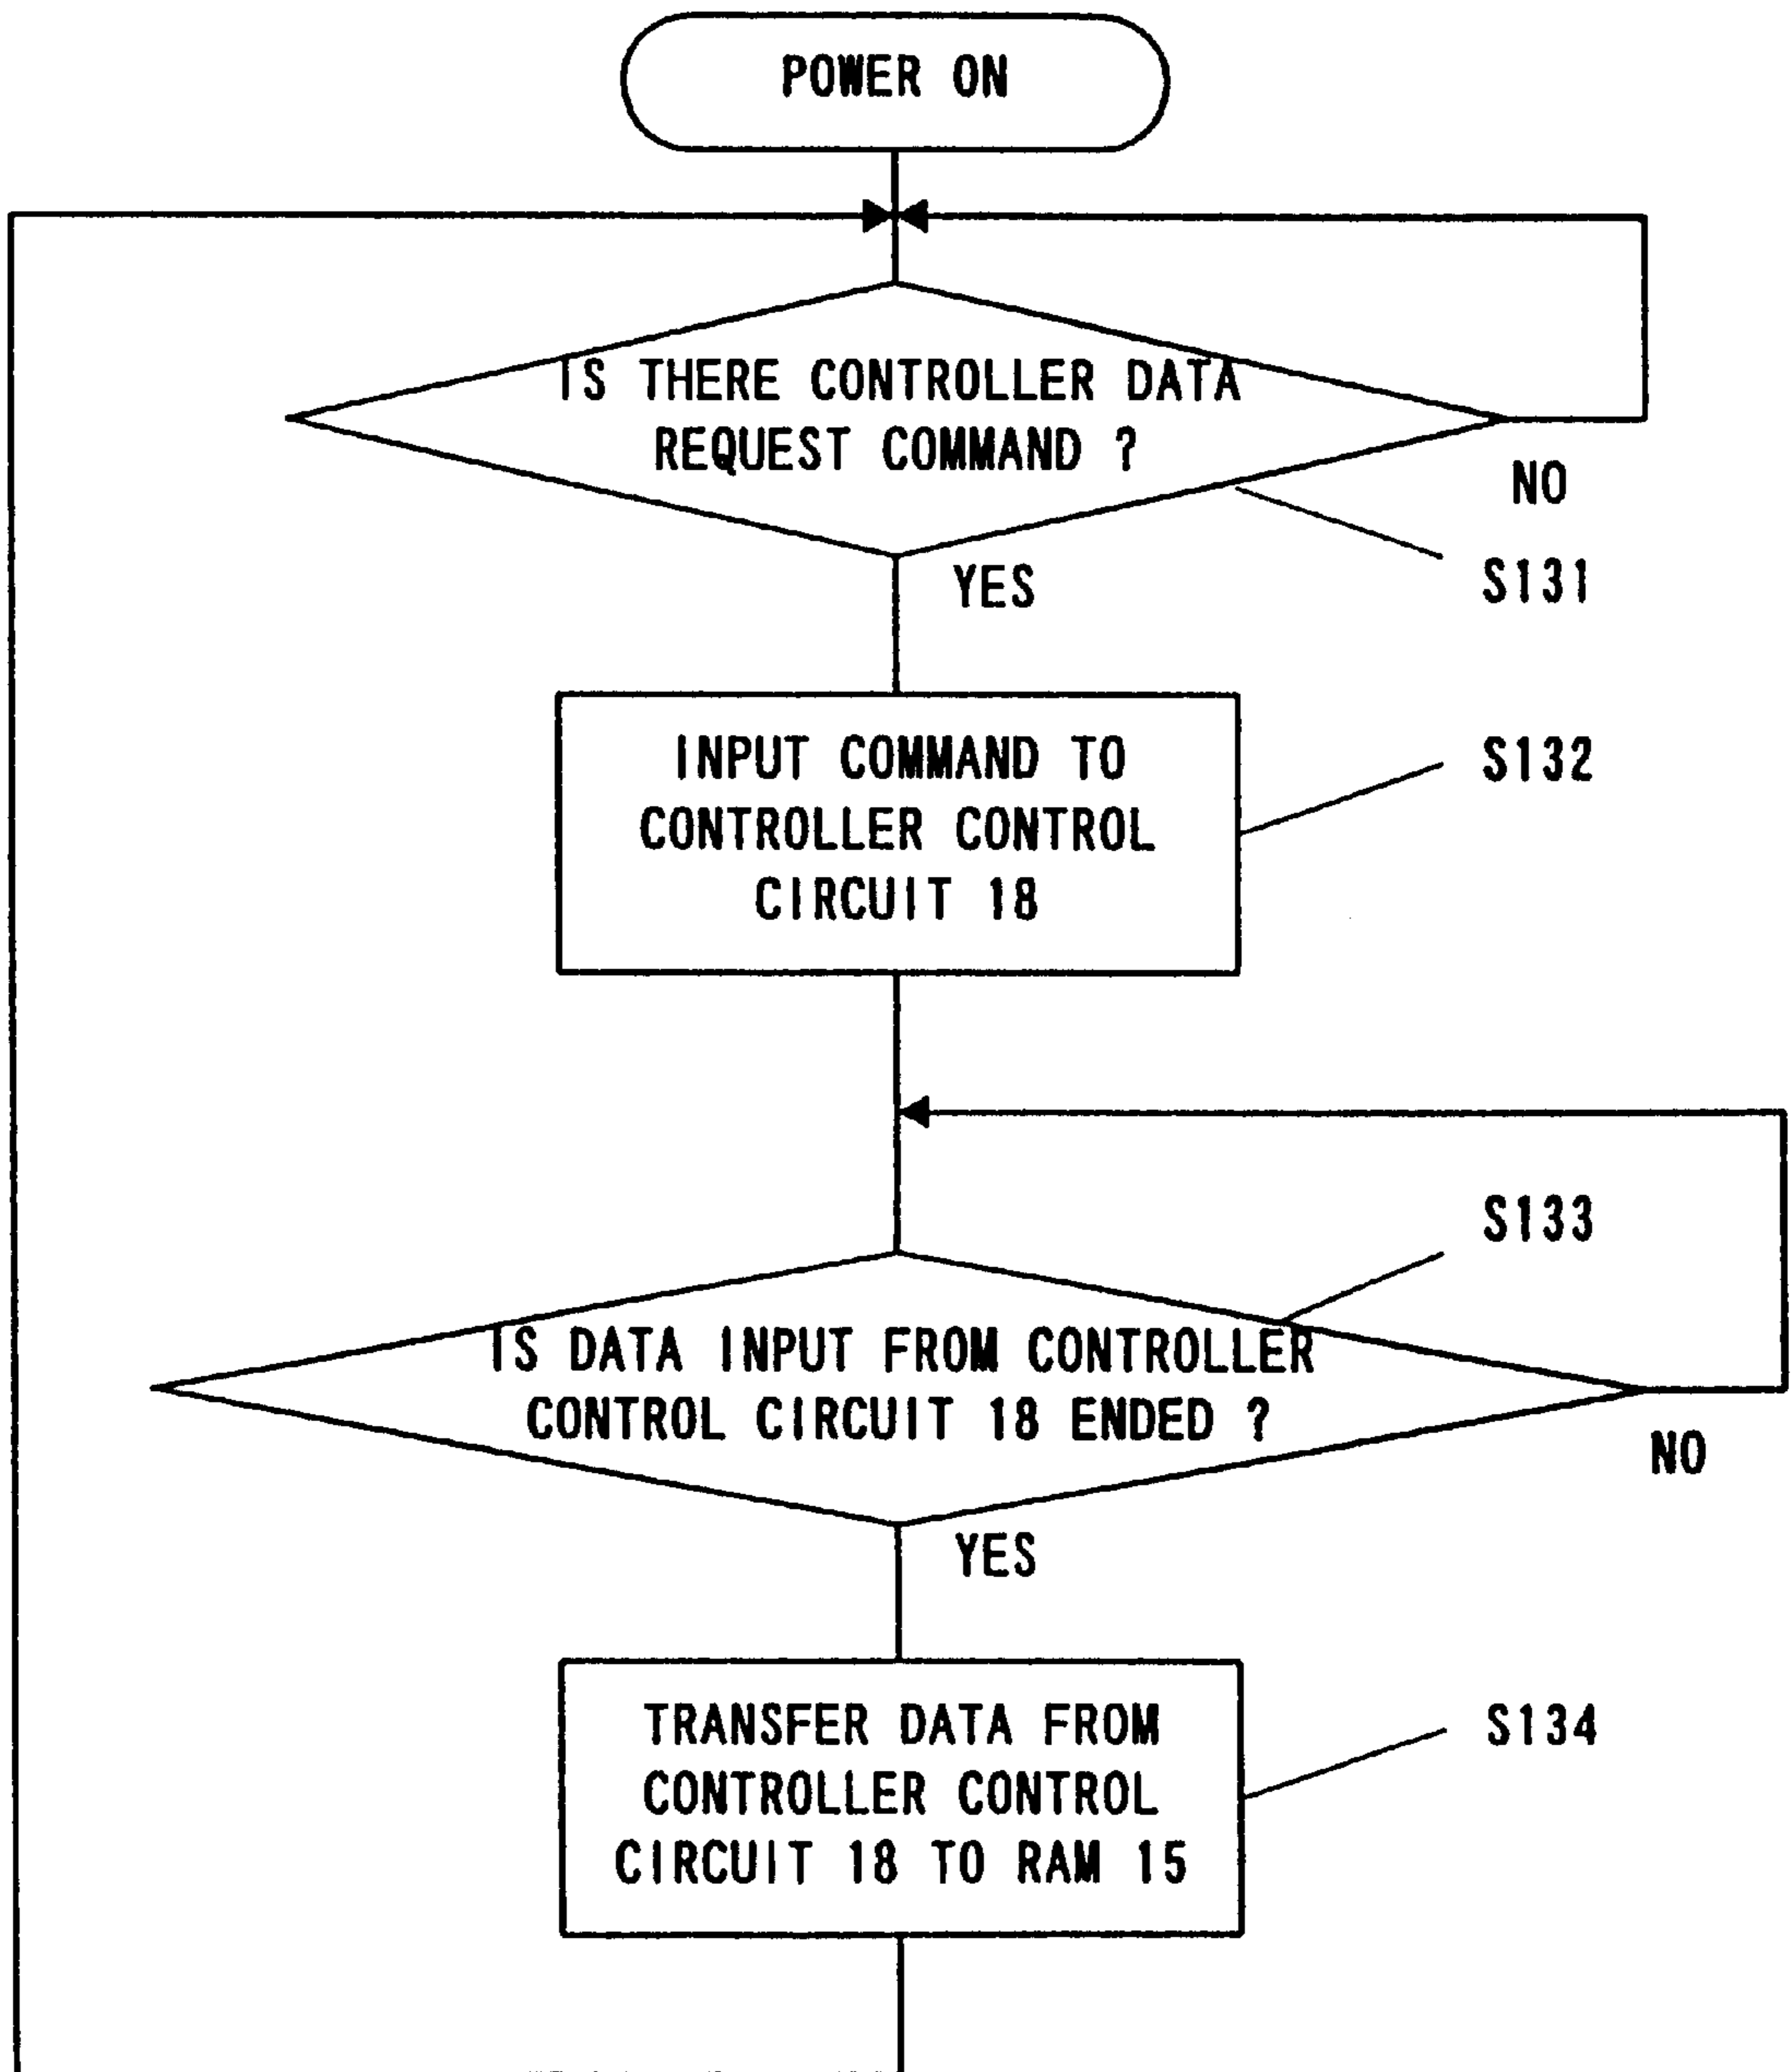 POWER ON
IS THERE CONTROLLER DATA
REQUEST COMMAND ?
NO
YES
S131
INPUT COMMAND TO
CONTROLLER CONTROL
CIRCUIT 18
S132
S133
IS DATA INPUT FROM CONTROLLER
CONTROL CIRCUIT 18 ENDED ?
NO
YES
TRANSFER DATA FROM
CONTROLLER CONTROL
CIRCUIT 18 TO RAM 15
S134